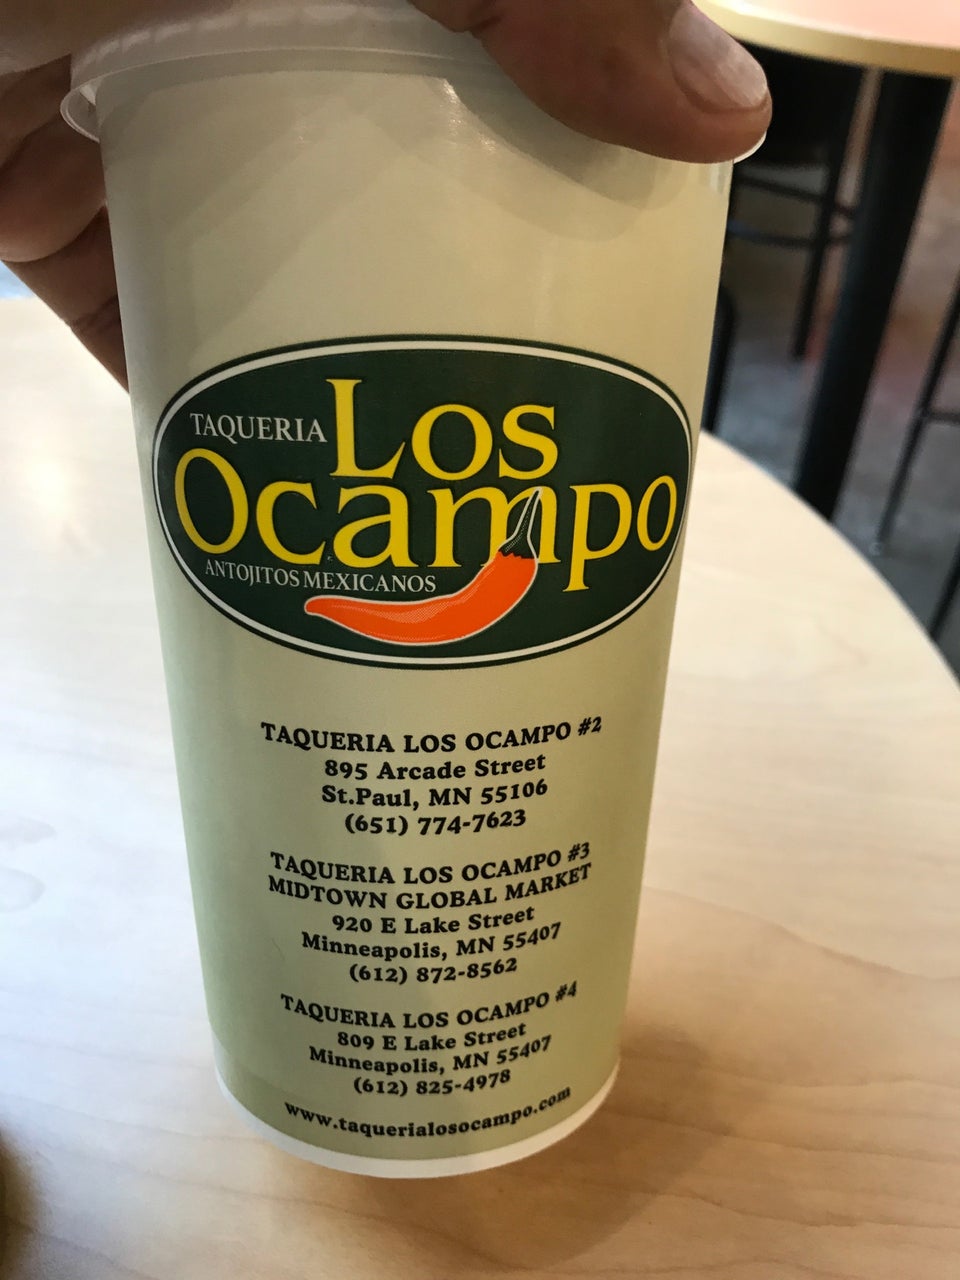 TAQUERIA Los
Ocampo
ANTOJITOS MEXICANOS
TAQUERIA LOS OCAMPO #2
895 Arcade Street
St.Paul, MN 55106
(651) 774-7623
TAQUERIA LOS OCAMPO #3
MIDTOWN GLOBAL MARKET
920 E Lake Street
Minneapolis, MN 55407
(612) 872-8562
TAQUERIA LOS OCAMPO #4
809 E Lake Street
Minneapolis, MN 55407
(612) 825-4978
www.taquerialosocampo.com